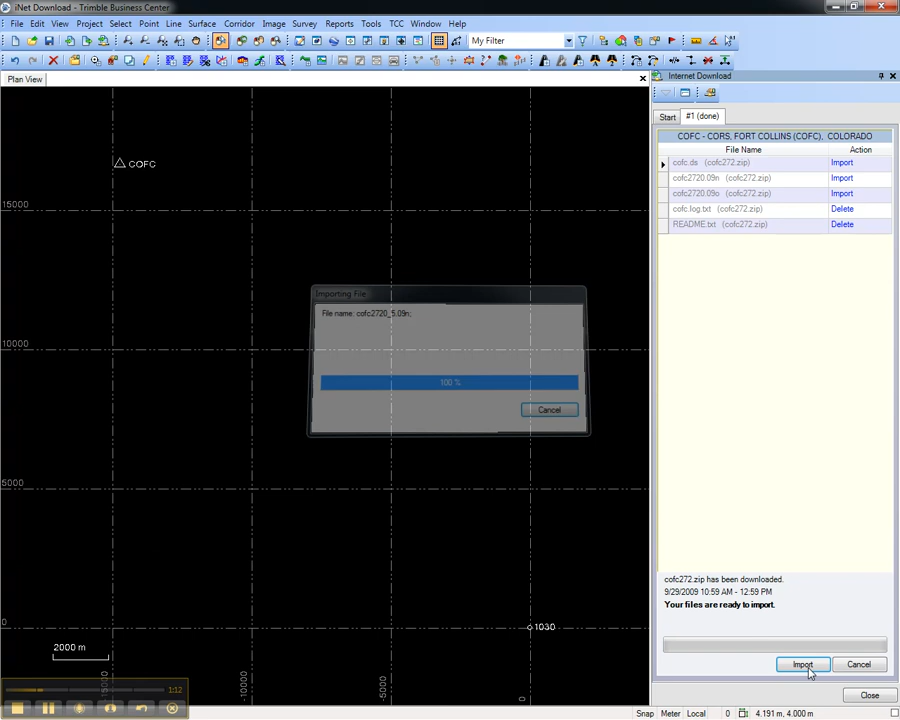 iNet Download - Trimble Business Center
File Edit View Project Select Point Line Surface Corridor Image Survey Reports Tools TCC Window Help
My Filter
Plan View
Internet Download
Start #1 (done)
COFC - CORS, FORT COLLINS (COFC), COLORADO
File Name Action
cofc.ds (cofc272.zip) Import
cofc2720.09n (cofc272.zip) Import
cofc2720.09o (cofc272.zip) Import
cofc.log.txt (cofc272.zip) Delete
README.txt (cofc272.zip) Delete
COFC
15000
10000
5000
0
Importing File
File name: cofc2720_5.09n;
100 %
Cancel
1030
2000 m
-15000
-10000
-5000
0
cofc272.zip has been downloaded.
9/29/2009 10:59 AM - 12:59 PM
Your files are ready to import.
Import Cancel
Close
1:12
Snap Meter Local 0 4.191 m, 4.000 m